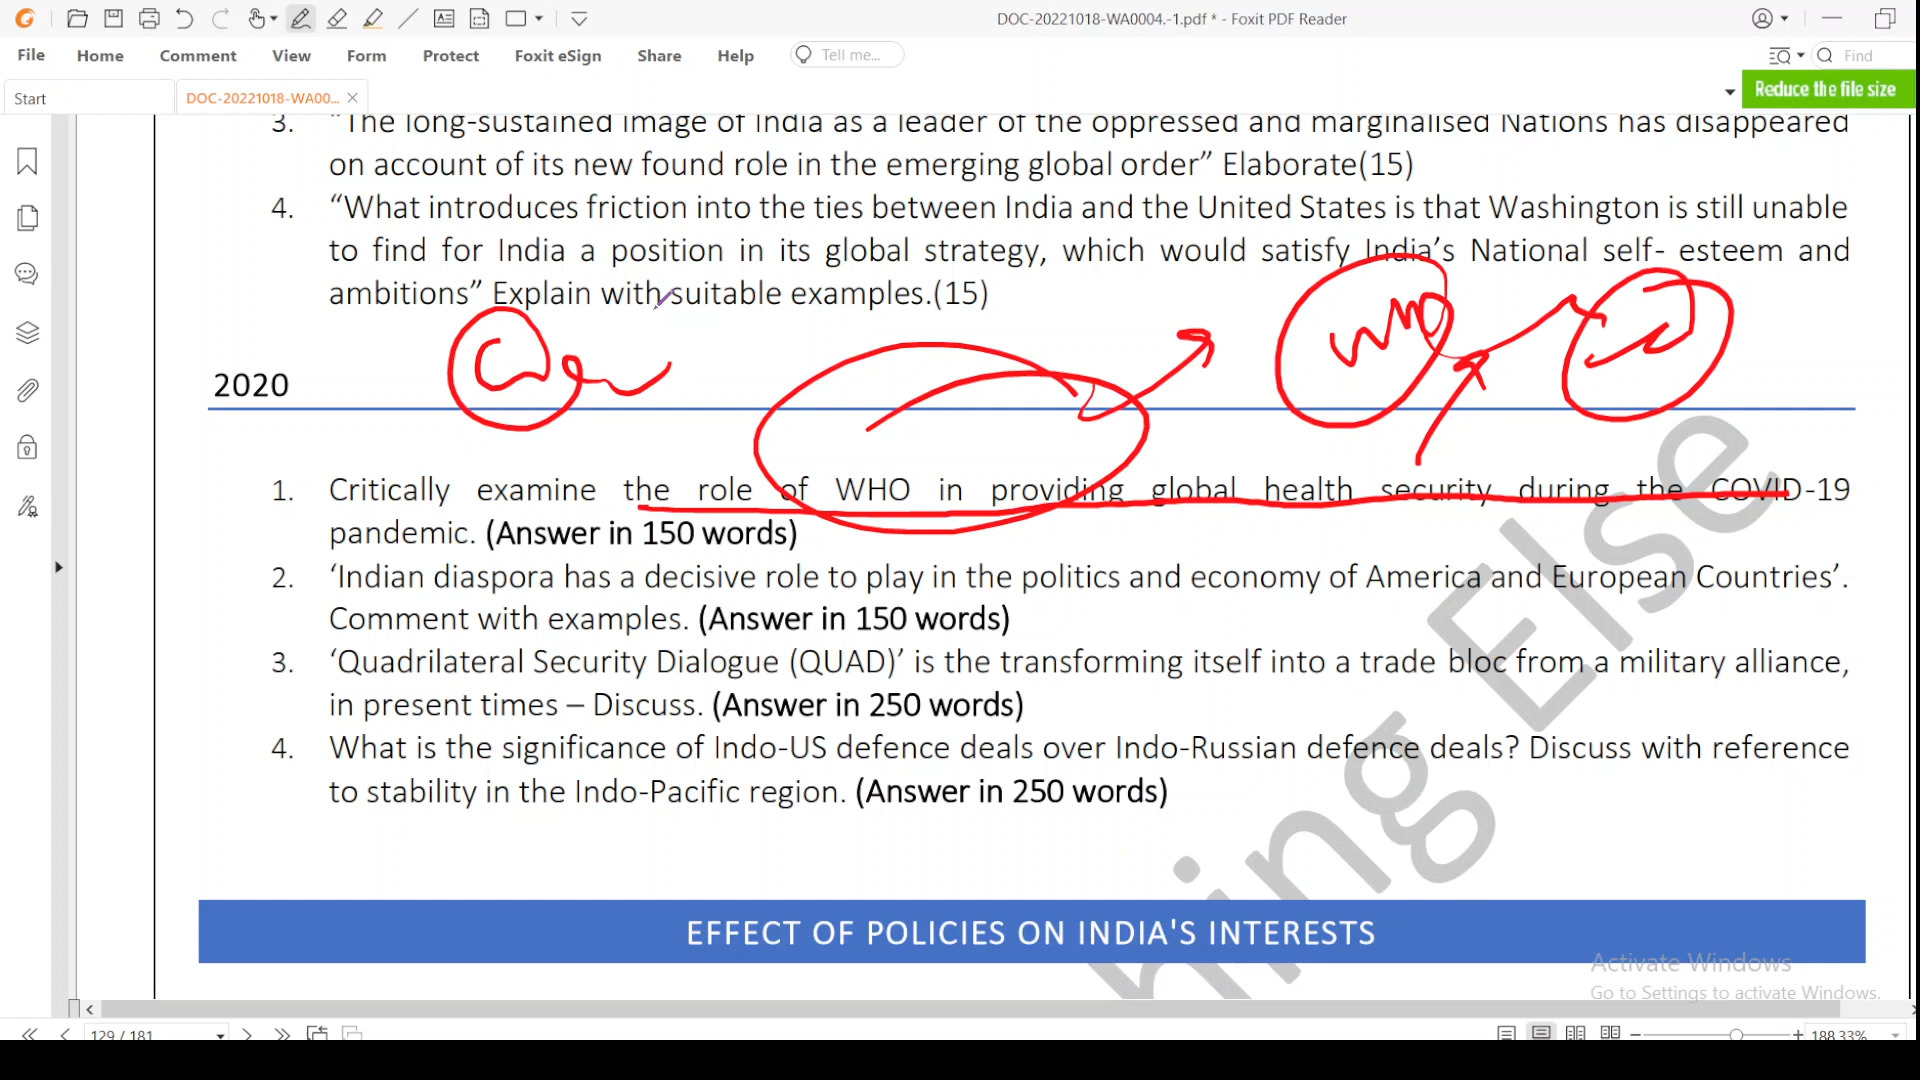 DOC-20221018-WA0004.-1.pdf * - Foxit PDF Reader
File Home Comment View Form Protect Foxit eSign Share Help Tell me... Find
Start DOC-20221018-WA00... Reduce the file size
3. “The long-sustained image of India as a leader of the oppressed and marginalised Nations has disappeared
on account of its new found role in the emerging global order” Elaborate(15)
4. “What introduces friction into the ties between India and the United States is that Washington is still unable
to find for India a position in its global strategy, which would satisfy India’s National self- esteem and
ambitions” Explain with suitable examples.(15)
WHO
2020
1. Critically examine the role of WHO in providing global health security during the COVID-19
pandemic. (Answer in 150 words)
2. ‘Indian diaspora has a decisive role to play in the politics and economy of America and European Countries’.
Comment with examples. (Answer in 150 words)
3. ‘Quadrilateral Security Dialogue (QUAD)’ is the transforming itself into a trade bloc from a military alliance,
in present times – Discuss. (Answer in 250 words)
4. What is the significance of Indo-US defence deals over Indo-Russian defence deals? Discuss with reference
to stability in the Indo-Pacific region. (Answer in 250 words)
hing Else
EFFECT OF POLICIES ON INDIA'S INTERESTS
Activate Windows
Go to Settings to activate Windows.
129 / 181 188.33%